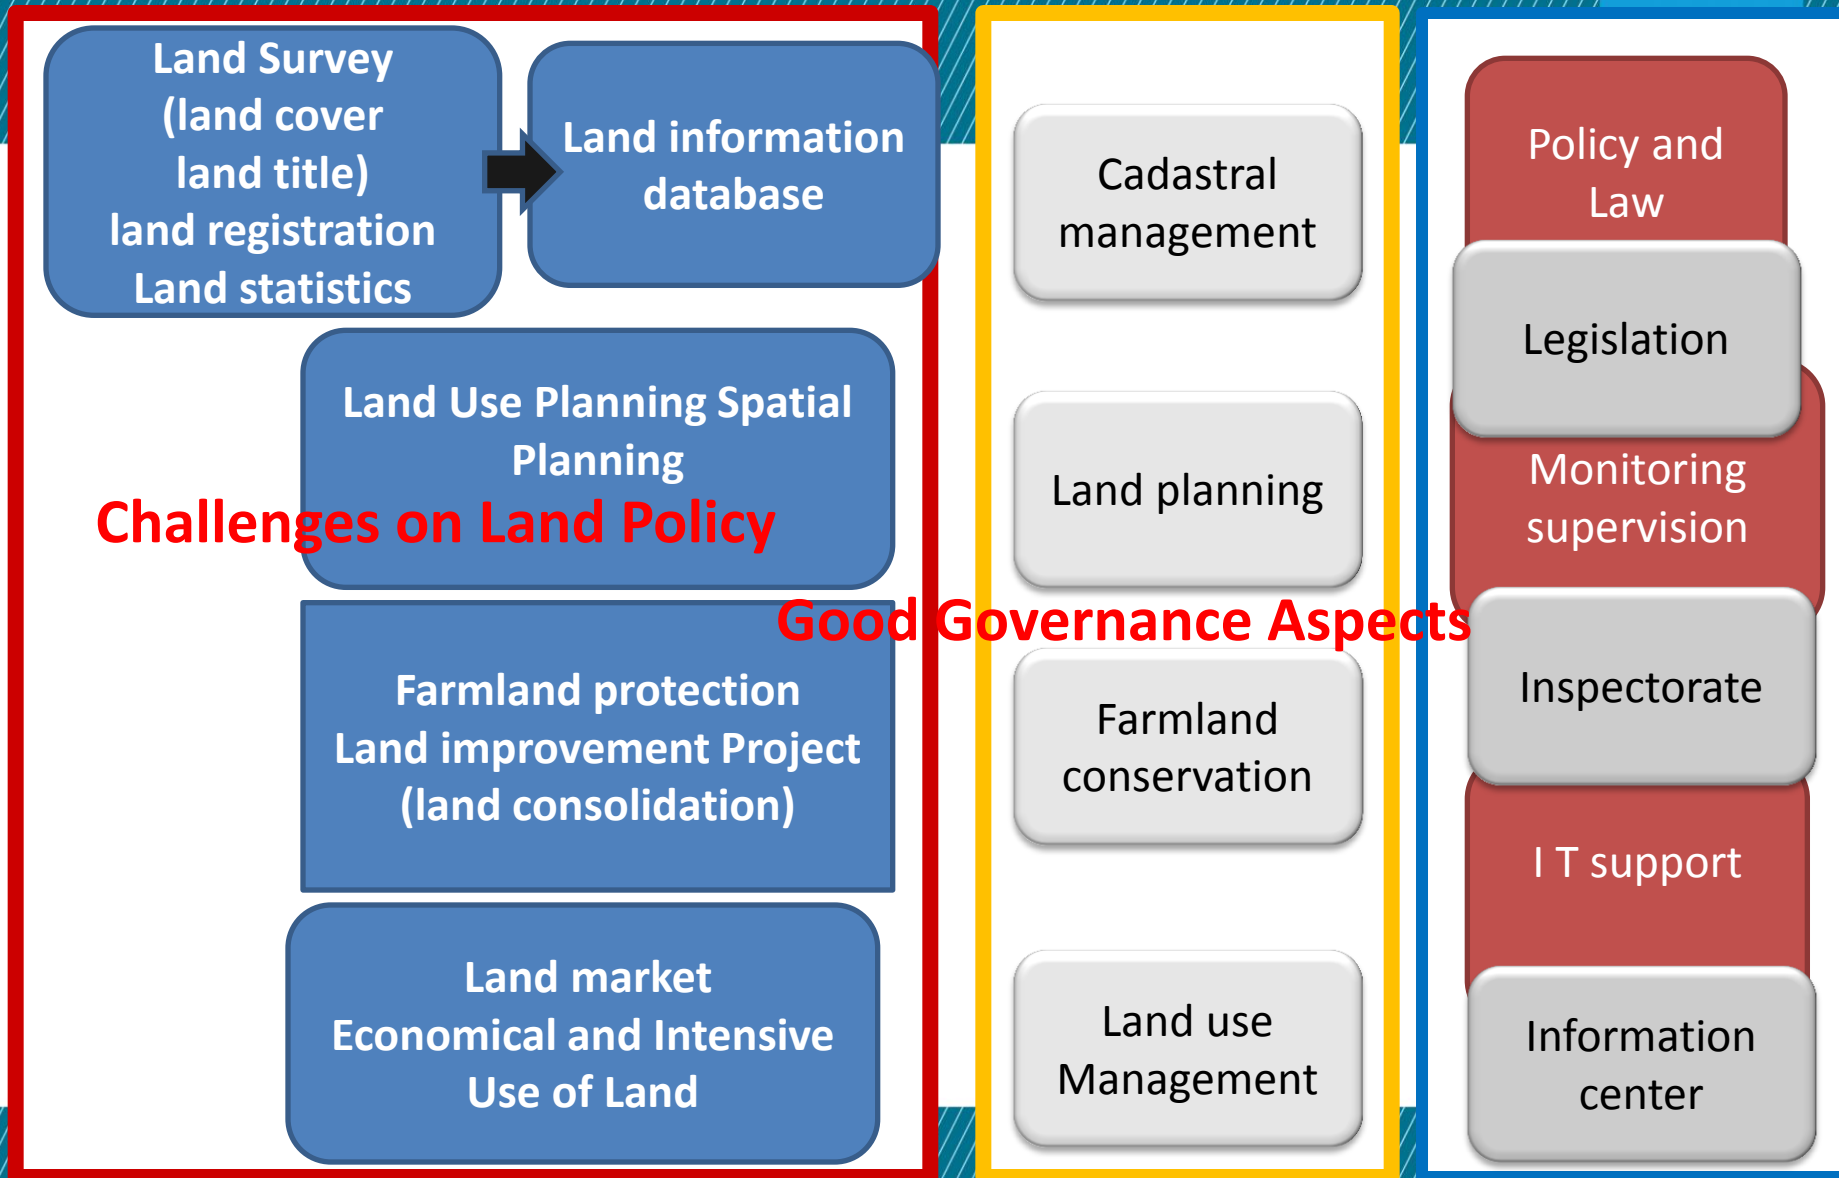 Land Survey
(land cover
land title)
land registration
Land statistics
Land information
database
Land Use Planning Spatial
Planning
Challenges on Land Policy
Farmland protection
Land improvement Project
(land consolidation)
Land market
Economical and Intensive
Use of Land
Cadastral
management
Land planning
Good Governance Aspects
Farmland
conservation
Land use
Management
Policy and
Law
Legislation
Monitoring
supervision
Inspectorate
I T support
Information
center